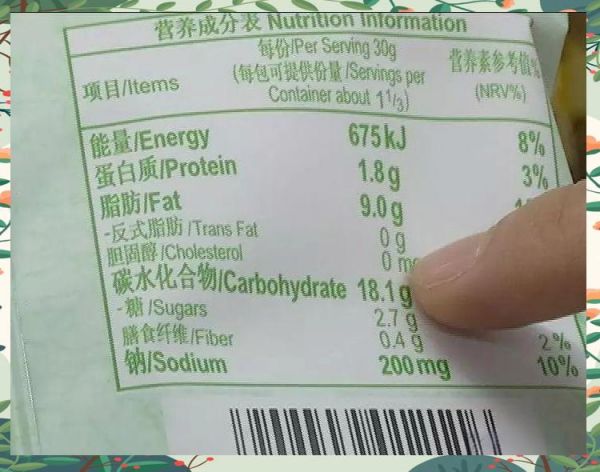 营养成分表 Nutrition Information
每份/Per Serving 30g
(每包可提供份量/Servings per
Container about 1 1/3)
营养素参考值%
(NRV%)
项目/Items
能量/Energy 675kJ 8%
蛋白质/Protein 1.8g 3%
脂肪/Fat 9.0g
-反式脂肪/Trans Fat 0g
胆固醇/Cholesterol 0
碳水化合物/Carbohydrate 18.1g
-糖/Sugars 2.7g
膳食纤维/Fiber 0.4g 2%
钠/Sodium 200mg 10%